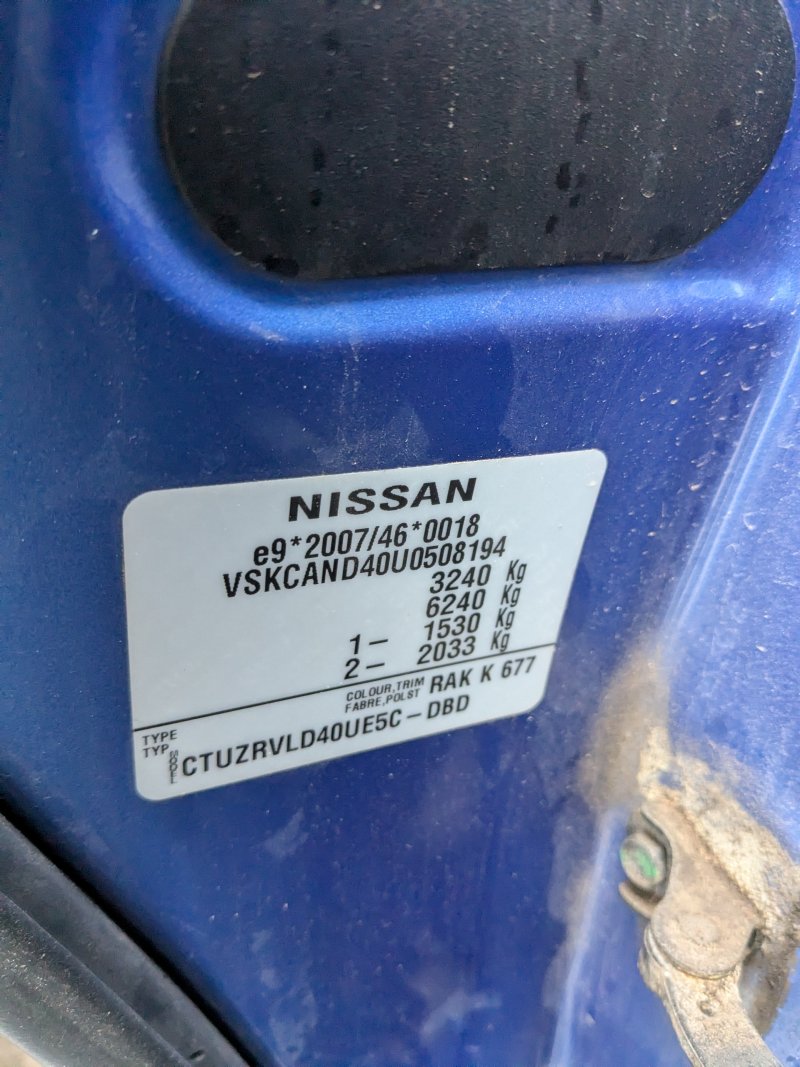 NISSAN
e9*2007/46*0018
VSKCAND40U0508194
3240 Kg
6240 Kg
1- 1530 Kg
2- 2033 Kg
COLOUR,TRIM
FABRE,POLST
RAK K 677
TYPE
TYP
MODEL
CTUZRVLD40UE5C-DBD